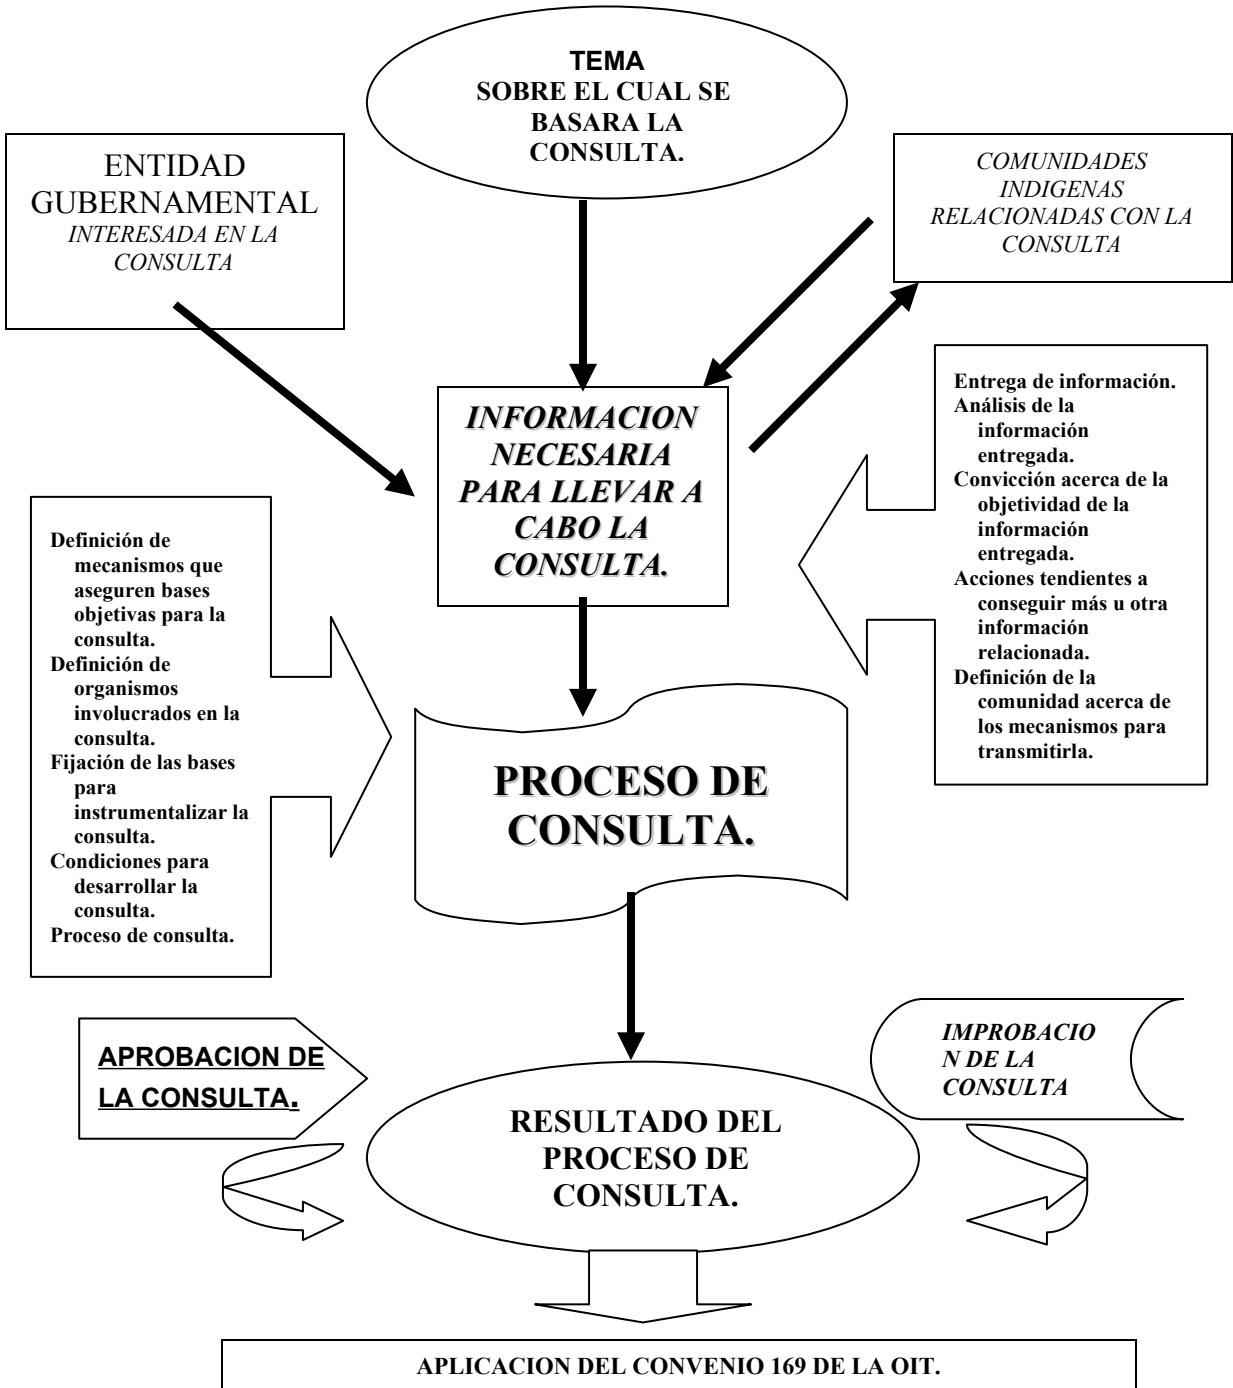 TEMA
SOBRE EL CUAL SE
BASARA LA
CONSULTA.
ENTIDAD
GUBERNAMENTAL
INTERESADA EN LA
CONSULTA
COMUNIDADES
INDIGENAS
RELACIONADAS CON LA
CONSULTA
INFORMACION
NECESARIA
PARA LLEVAR A
CABO LA
CONSULTA.
Entrega de información.
Análisis de la
información
entregada.
Convicción acerca de la
objetividad de la
información
entregada.
Acciones tendientes a
conseguir más u otra
información
relacionada.
Definición de la
comunidad acerca de
los mecanismos para
transmitirla.
Definición de
mecanismos que
aseguren bases
objetivas para la
consulta.
Definición de
organismos
involucrados en la
consulta.
Fijación de las bases
para
instrumentalizar la
consulta.
Condiciones para
desarrollar la
consulta.
Proceso de consulta.
PROCESO DE
CONSULTA.
APROBACION DE
LA CONSULTA.
IMPROBACIO
N DE LA
CONSULTA
RESULTADO DEL
PROCESO DE
CONSULTA.
APLICACION DEL CONVENIO 169 DE LA OIT.